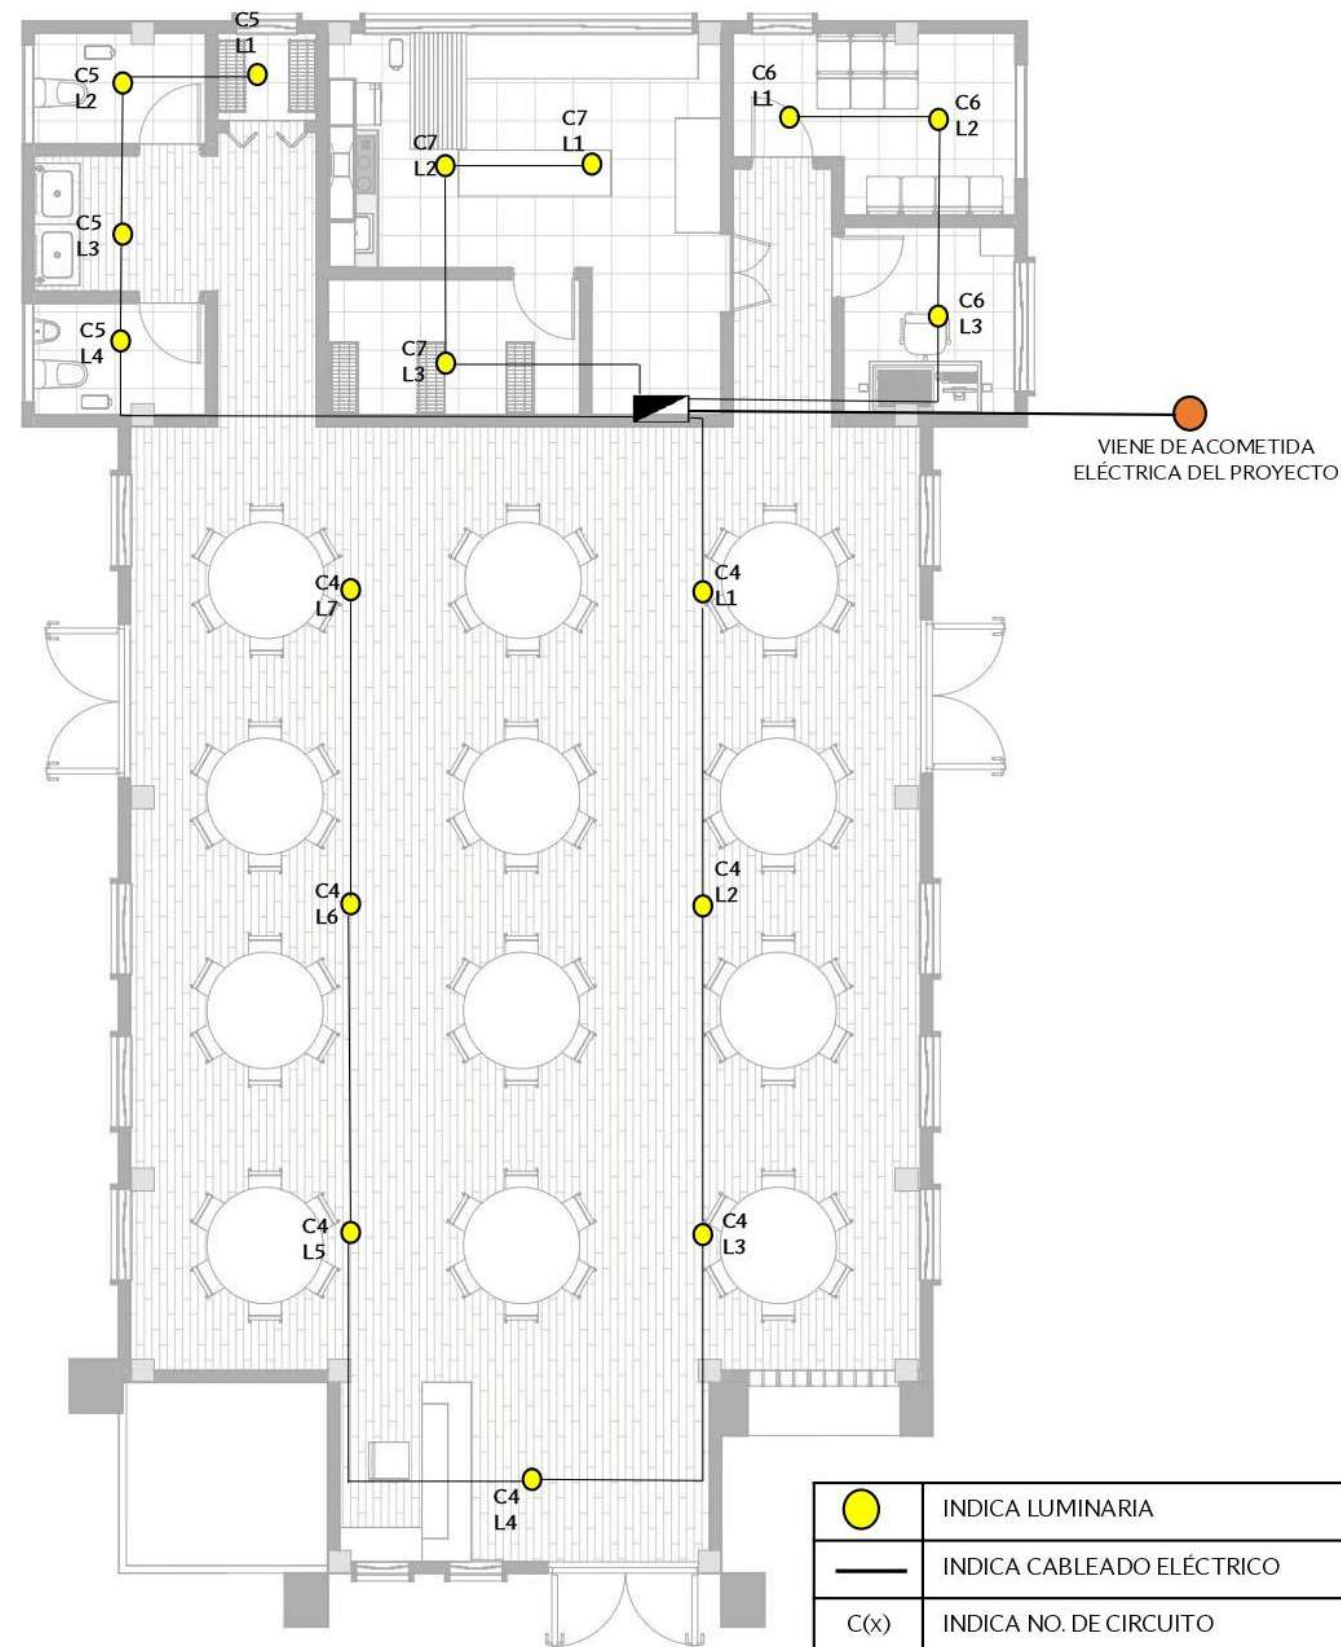 C5
L1
C5
L2
C6
L1
C6
L2
C7
L1
C7
L2
C5
L3
C6
L3
C5
L4
C7
L3
VIENE DE ACOMETIDA
ELÉCTRICA DEL PROYECTO
C4
L7
C4
L1
C4
L6
C4
L2
C4
L5
C4
L3
C4
L4
INDICA LUMINARIA
INDICA CABLEADO ELÉCTRICO
C(x) INDICA NO. DE CIRCUITO